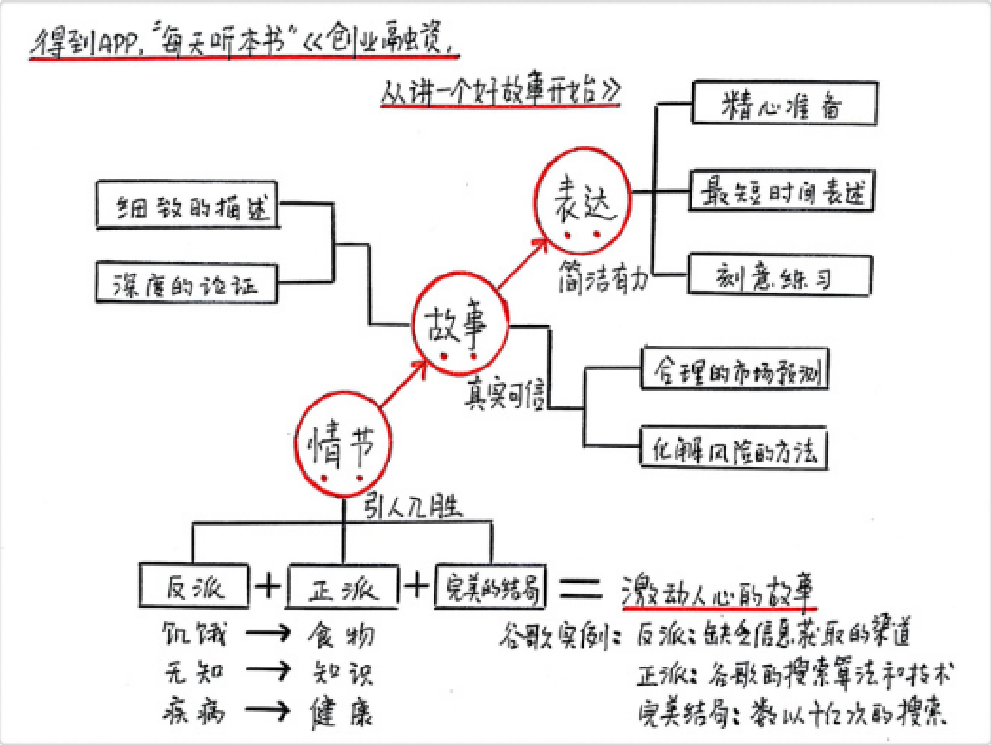 得到APP,"每天听本书"《创业融资,
从讲一个好故事开始》
精心准备
表达
最短时间表述
简洁有力
刻意练习
细致的描述
深度的论证
故事
真实可信
合理的市场预测
化解风险的方法
情节
引人入胜
反派 + 正派 + 完美的结局 = 激动人心的故事
饥饿 → 食物
无知 → 知识
疾病 → 健康
谷歌实例: 反派: 缺乏信息获取的渠道
正派: 谷歌的搜索算法和技术
完美结局: 数以十亿次的搜索